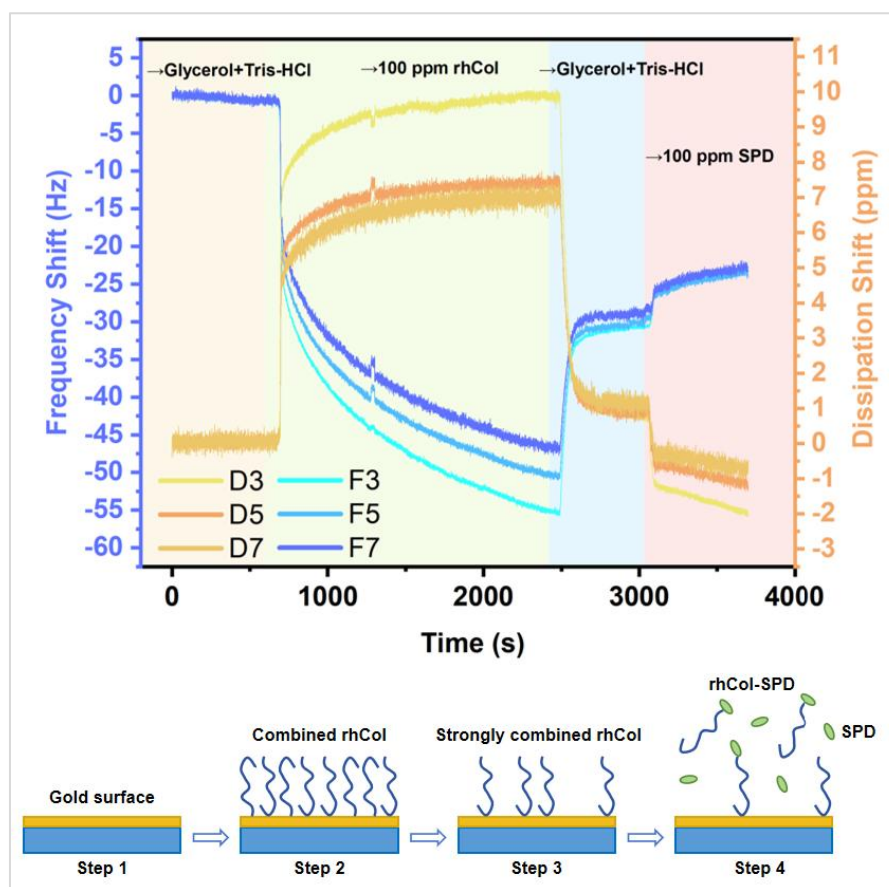 →Glycerol+Tris-HCl
→100 ppm rhCol
→Glycerol+Tris-HCl
→100 ppm SPD
Frequency Shift (Hz)
5
0
-5
-10
-15
-20
-25
-30
-35
-40
-45
-50
-55
-60
Dissipation Shift (ppm)
11
10
9
8
7
6
5
4
3
2
1
0
-1
-2
-3
D3 F3
D5 F5
D7 F7
0 1000 2000 3000 4000
Time (s)
Gold surface
Step 1
Combined rhCol
Step 2
Strongly combined rhCol
Step 3
rhCol-SPD
SPD
Step 4